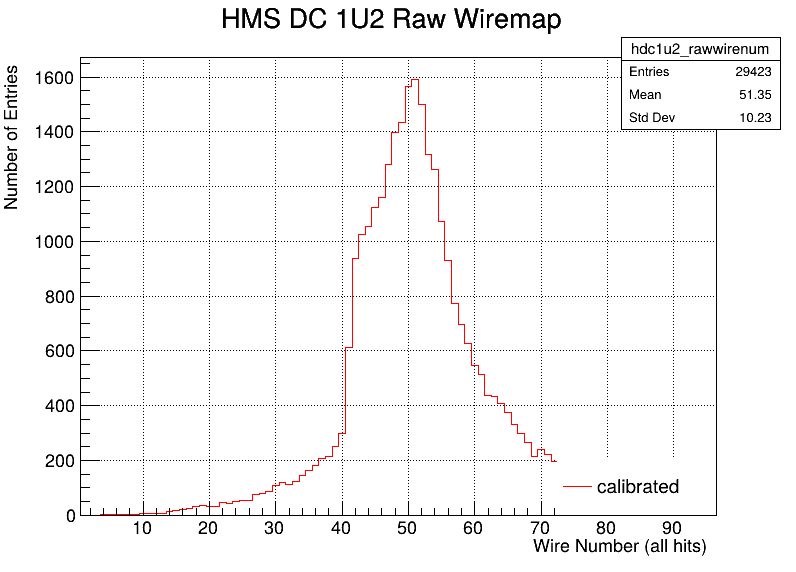 HMS DC 1U2 Raw Wiremap
hdc1u2_rawwirenum
Entries 29423
Mean 51.35
Std Dev 10.23
Number of Entries
1600
1400
1200
1000
800
600
400
200
0
calibrated
10 20 30 40 50 60 70 80 90
Wire Number (all hits)